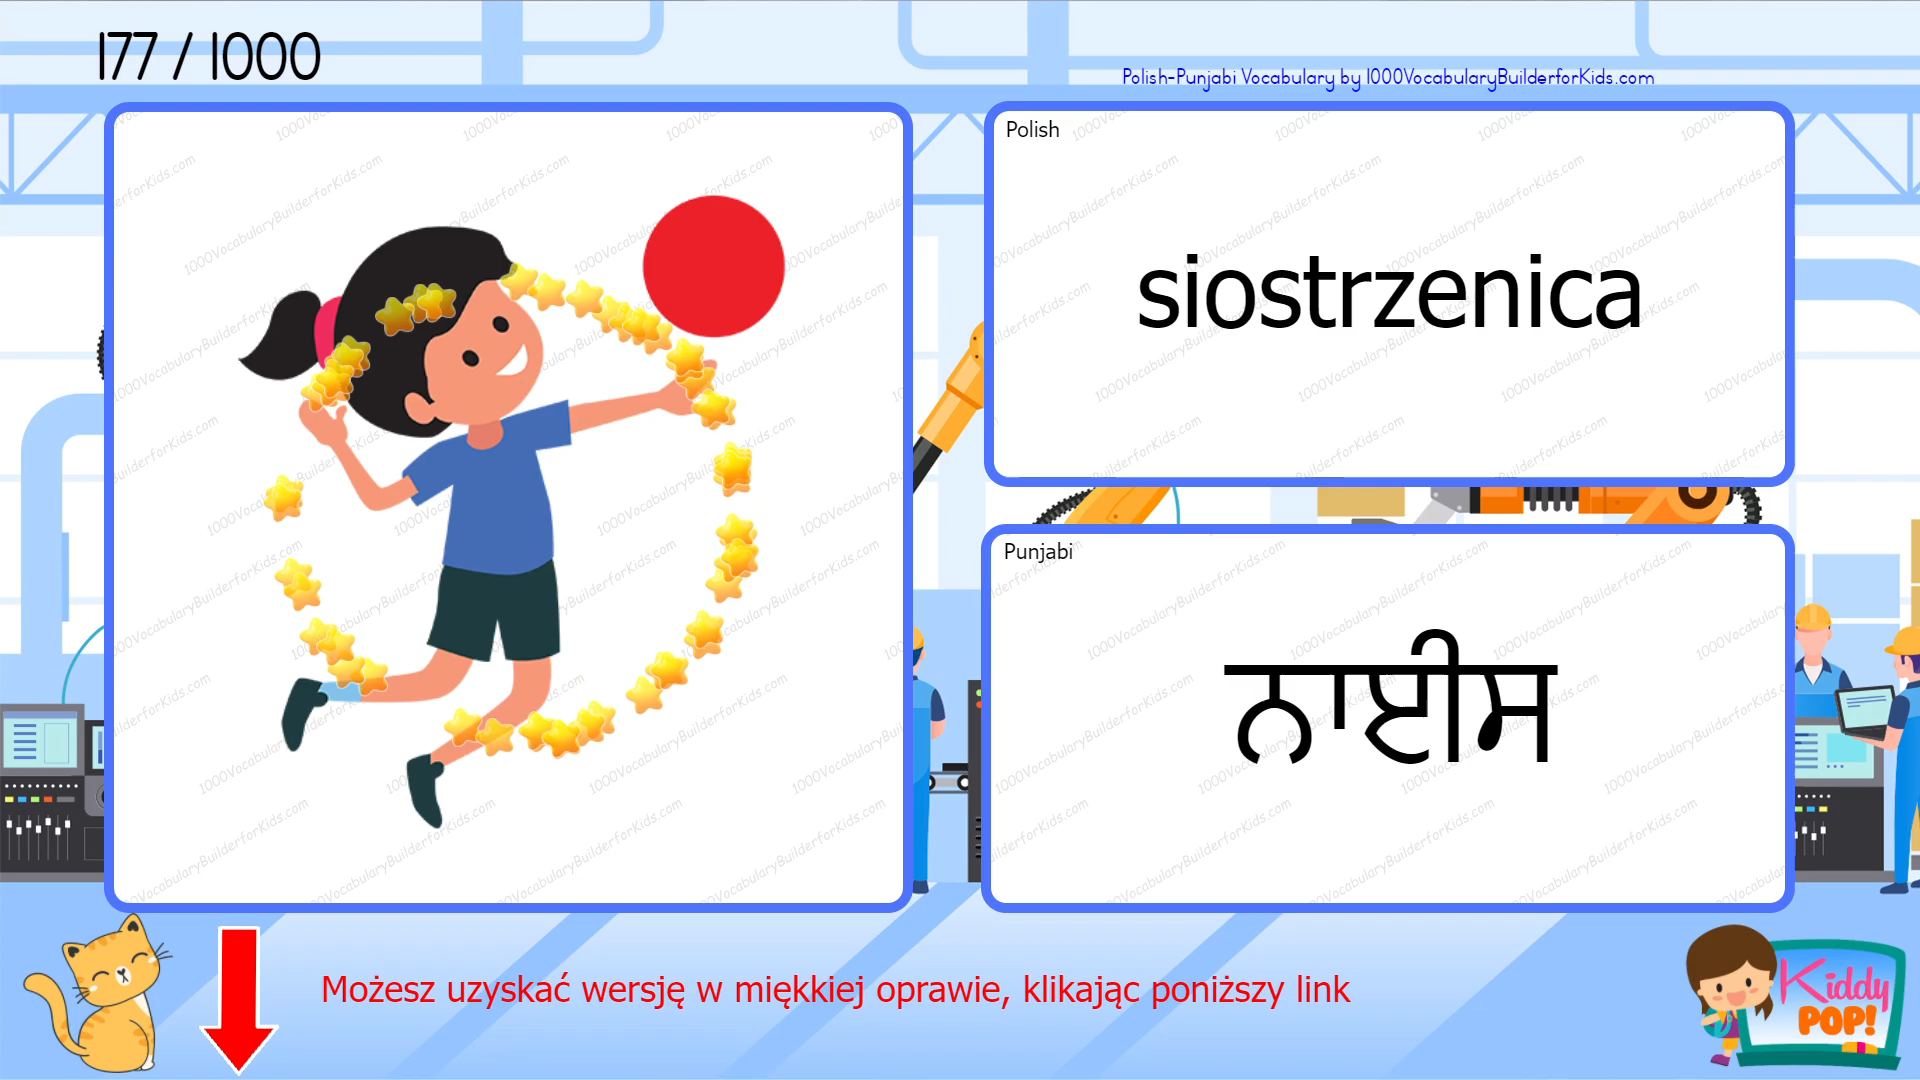 177 / 1000
Polish-Punjabi Vocabulary by 1000VocabularyBuilderforKids.com
Polish
siostrzenica
Punjabi
ਨਾਈਸ
Możesz uzyskać wersję w miękkiej oprawie, klikając poniższy link
Kiddy
POP!